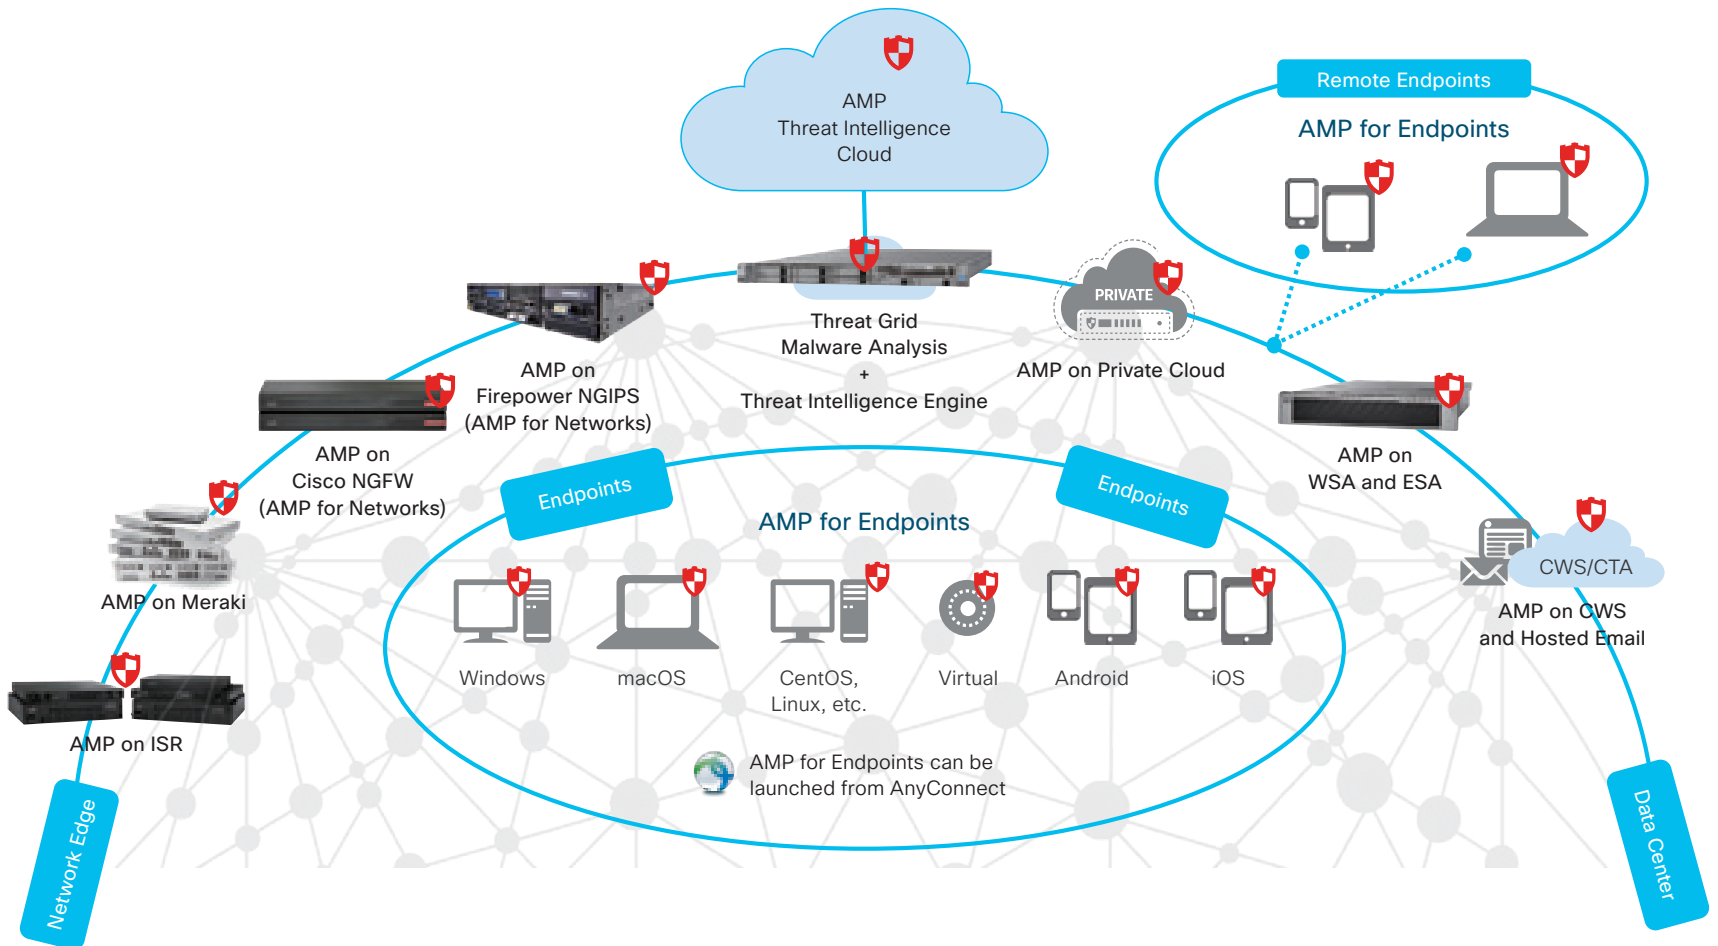 AMP
Threat Intelligence
Cloud
Remote Endpoints
AMP for Endpoints
PRIVATE
Threat Grid
Malware Analysis
+
Threat Intelligence Engine
AMP on Private Cloud
AMP on
Firepower NGIPS
(AMP for Networks)
AMP on
Cisco NGFW
(AMP for Networks)
AMP on
WSA and ESA
Endpoints
Endpoints
AMP for Endpoints
CWS/CTA
AMP on CWS
and Hosted Email
AMP on Meraki
Windows
macOS
CentOS,
Linux, etc.
Virtual
Android
iOS
AMP on ISR
AMP for Endpoints can be
launched from AnyConnect
Network Edge
Data Center